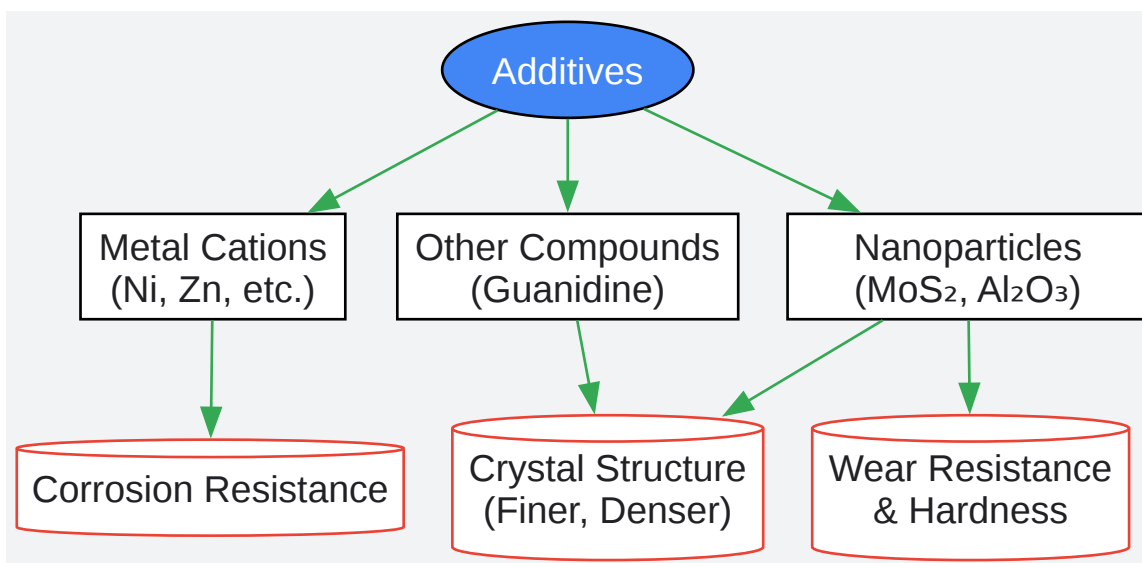 Additives
Metal Cations
(Ni, Zn, etc.)
Other Compounds
(Guanidine)
Nanoparticles
(MoS₂, Al₂O₃)
Corrosion Resistance
Crystal Structure
(Finer, Denser)
Wear Resistance
& Hardness